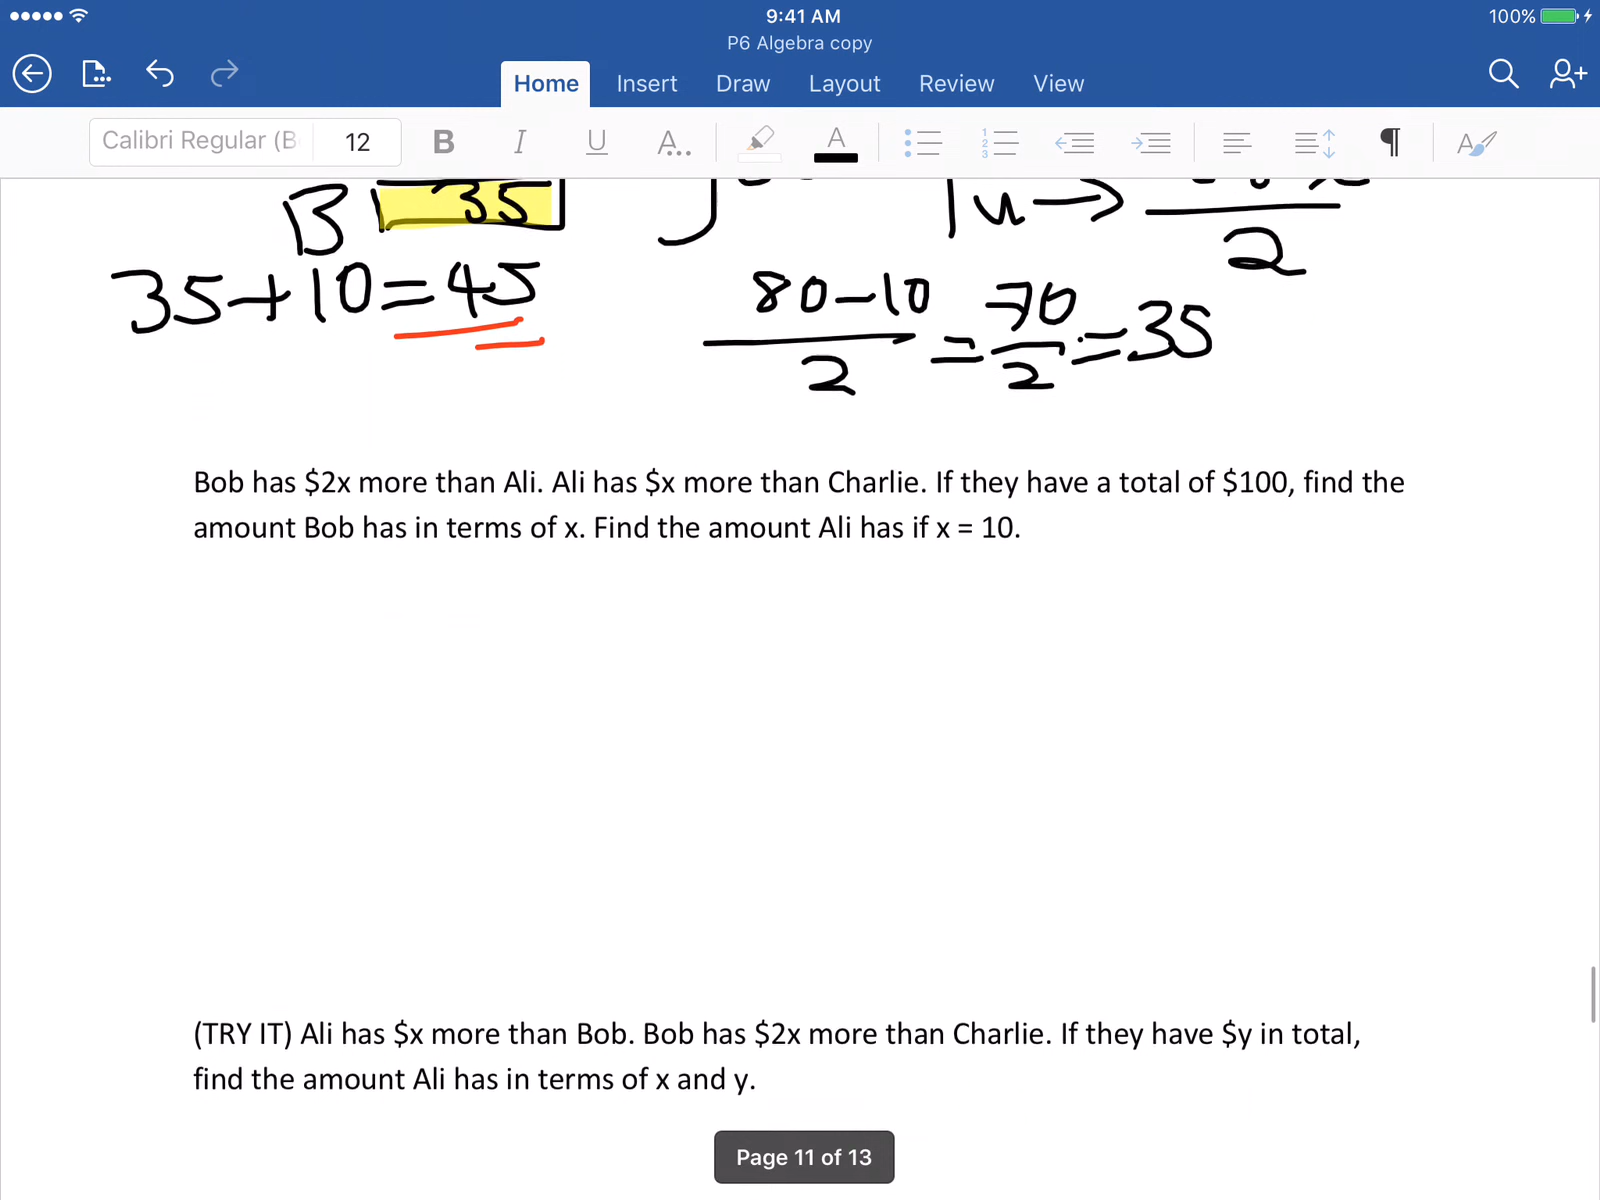 9:41 AM
100%
P6 Algebra copy
Home Insert Draw Layout Review View
Calibri Regular (B 12 B I U A.. A
B 35 1u→ 2
35+10=45
80-10 / 2 = 70 / 2 = 35
Bob has $2x more than Ali. Ali has $x more than Charlie. If they have a total of $100, find the
amount Bob has in terms of x. Find the amount Ali has if x = 10.
(TRY IT) Ali has $x more than Bob. Bob has $2x more than Charlie. If they have $y in total,
find the amount Ali has in terms of x and y.
Page 11 of 13